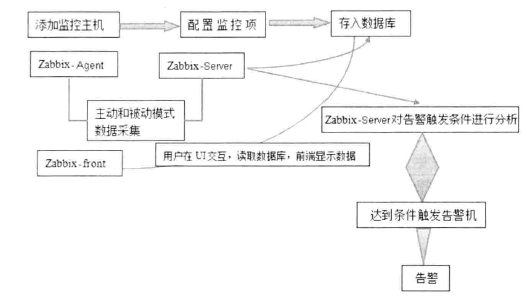 添加监控主机
配置监控项
存入数据库
Zabbix-Agent
Zabbix-Server
主动和被动模式
数据采集
Zabbix-Server对告警触发条件进行分析
Zabbix-front
用户在UI交互，读取数据库，前端显示数据
达到条件触发告警机
告警